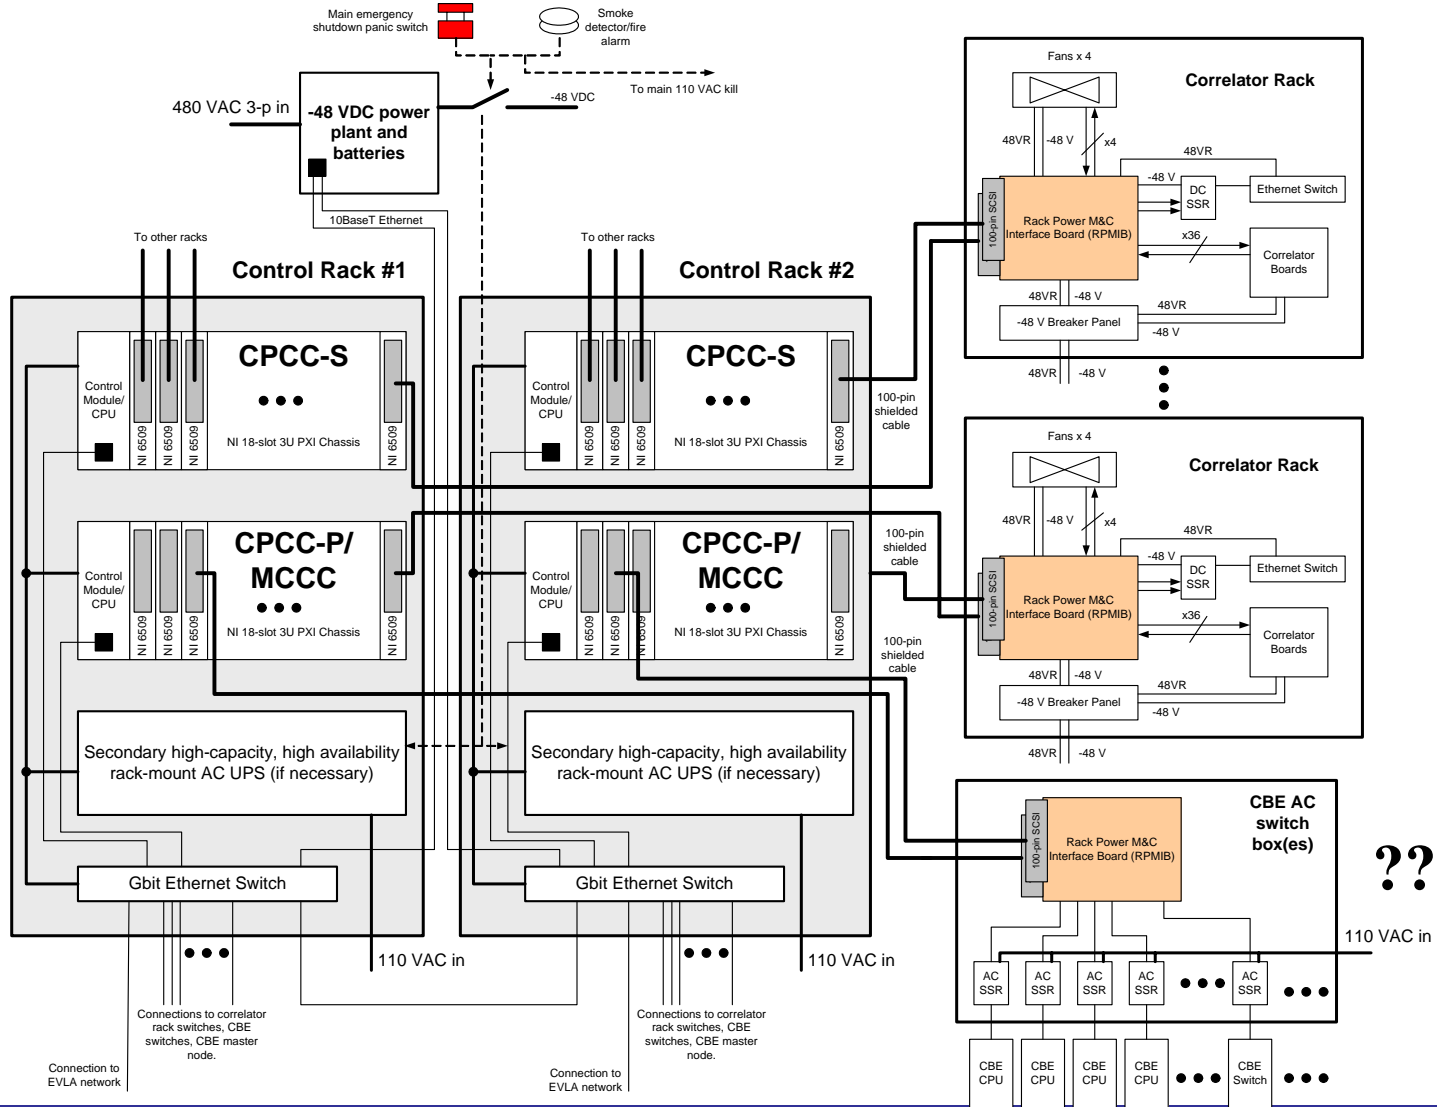 Main emergency
shutdown panic switch
Smoke
detector/fire
alarm
To main 110 VAC kill
480 VAC 3-p in
-48 VDC power
plant and
batteries
-48 VDC
10BaseT Ethernet
To other racks
Control Rack #1
CPCC-S
Control
Module/
CPU
NI 6509
NI 6509
NI 6509
NI 18-slot 3U PXI Chassis
NI 6509
CPCC-P/
MCCC
Control
Module/
CPU
NI 6509
NI 6509
NI 6509
NI 18-slot 3U PXI Chassis
NI 6509
Secondary high-capacity, high availability
rack-mount AC UPS (if necessary)
Gbit Ethernet Switch
110 VAC in
Connections to correlator
rack switches, CBE
switches, CBE master
node.
Connection to
EVLA network
To other racks
Control Rack #2
CPCC-S
Control
Module/
CPU
NI 6509
NI 6509
NI 6509
NI 18-slot 3U PXI Chassis
NI 6509
CPCC-P/
MCCC
Control
Module/
CPU
NI 6509
NI 6509
NI 6509
NI 18-slot 3U PXI Chassis
NI 6509
Secondary high-capacity, high availability
rack-mount AC UPS (if necessary)
Gbit Ethernet Switch
110 VAC in
Connections to correlator
rack switches, CBE
switches, CBE master
node.
Connection to
EVLA network
100-pin
shielded
cable
100-pin
shielded
cable
100-pin
shielded
cable
Fans x 4
Correlator Rack
48VR
-48 V
x4
48VR
-48 V
DC
SSR
Ethernet Switch
100-pin SCSI
Rack Power M&C
Interface Board (RPMIB)
x36
Correlator
Boards
48VR
-48 V
-48 V Breaker Panel
48VR
-48 V
48VR
-48 V
Fans x 4
Correlator Rack
48VR
-48 V
x4
48VR
-48 V
DC
SSR
Ethernet Switch
100-pin SCSI
Rack Power M&C
Interface Board (RPMIB)
x36
Correlator
Boards
48VR
-48 V
-48 V Breaker Panel
48VR
-48 V
48VR
-48 V
CBE AC
switch
box(es)
100-pin SCSI
Rack Power M&C
Interface Board (RPMIB)
??
110 VAC in
AC
SSR
AC
SSR
AC
SSR
AC
SSR
AC
SSR
CBE
CPU
CBE
CPU
CBE
CPU
CBE
CPU
CBE
Switch